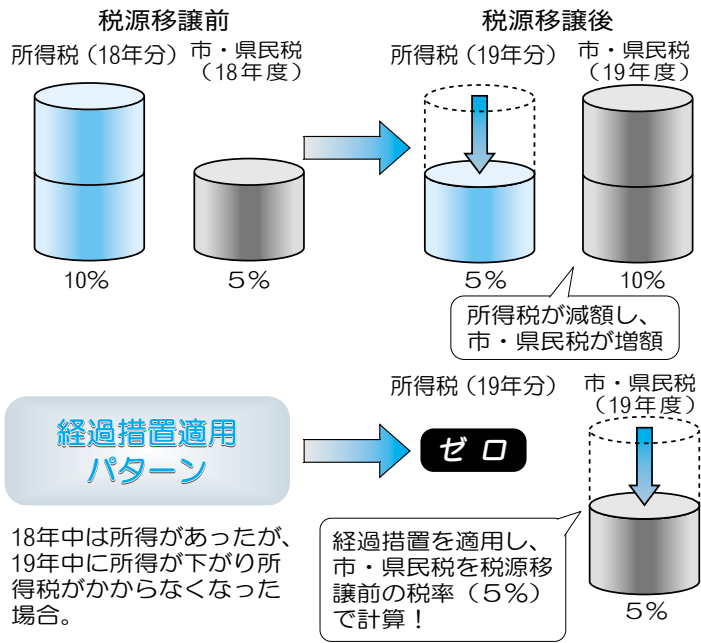 税源移譲前
所得税（18年分）
市・県民税
（18年度）
10%
5%
税源移譲後
所得税（19年分）
市・県民税
（19年度）
5%
10%
所得税が減額し、
市・県民税が増額
経過措置適用
パターン
18年中は所得があったが、
19年中に所得が下がり所
得税がかからなくなった
場合。
所得税（19年分）
ゼロ
市・県民税
（19年度）
5%
経過措置を適用し、
市・県民税を税源移
譲前の税率（5%）
で計算！